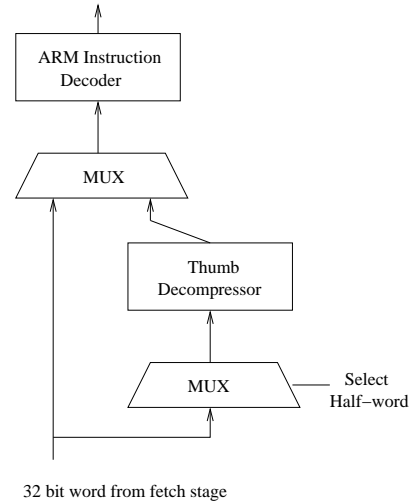 ARM Instruction
Decoder
MUX
Thumb
Decompressor
MUX
Select
Half−word
32 bit word from fetch stage